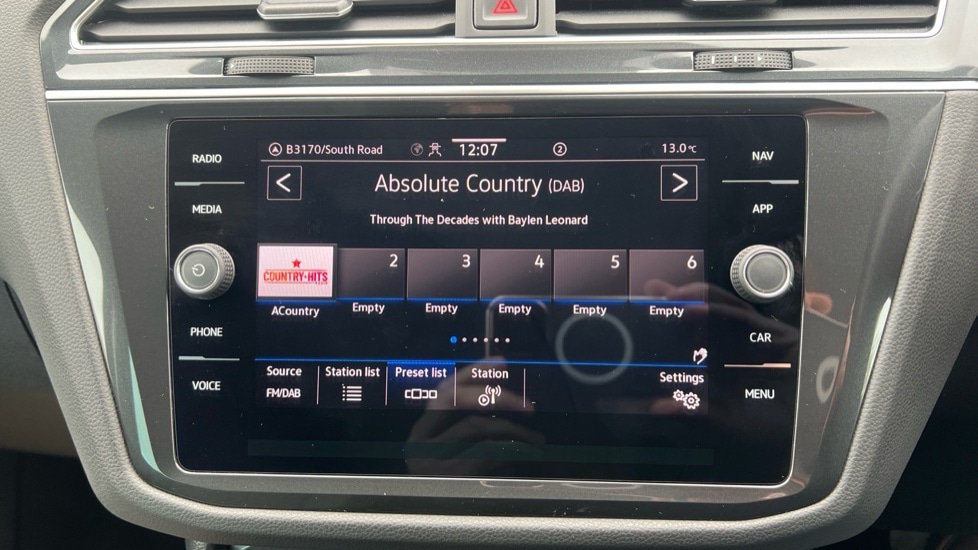 RADIO
MEDIA
PHONE
VOICE
B3170/South Road
12:07
2
13.0°C
< Absolute Country (DAB) >
Through The Decades with Baylen Leonard
COUNTRY★HITS 2 3 4 5 6
ACountry Empty Empty Empty Empty Empty
Source Station list Preset list Station Settings
FM/DAB
NAV
APP
CAR
MENU